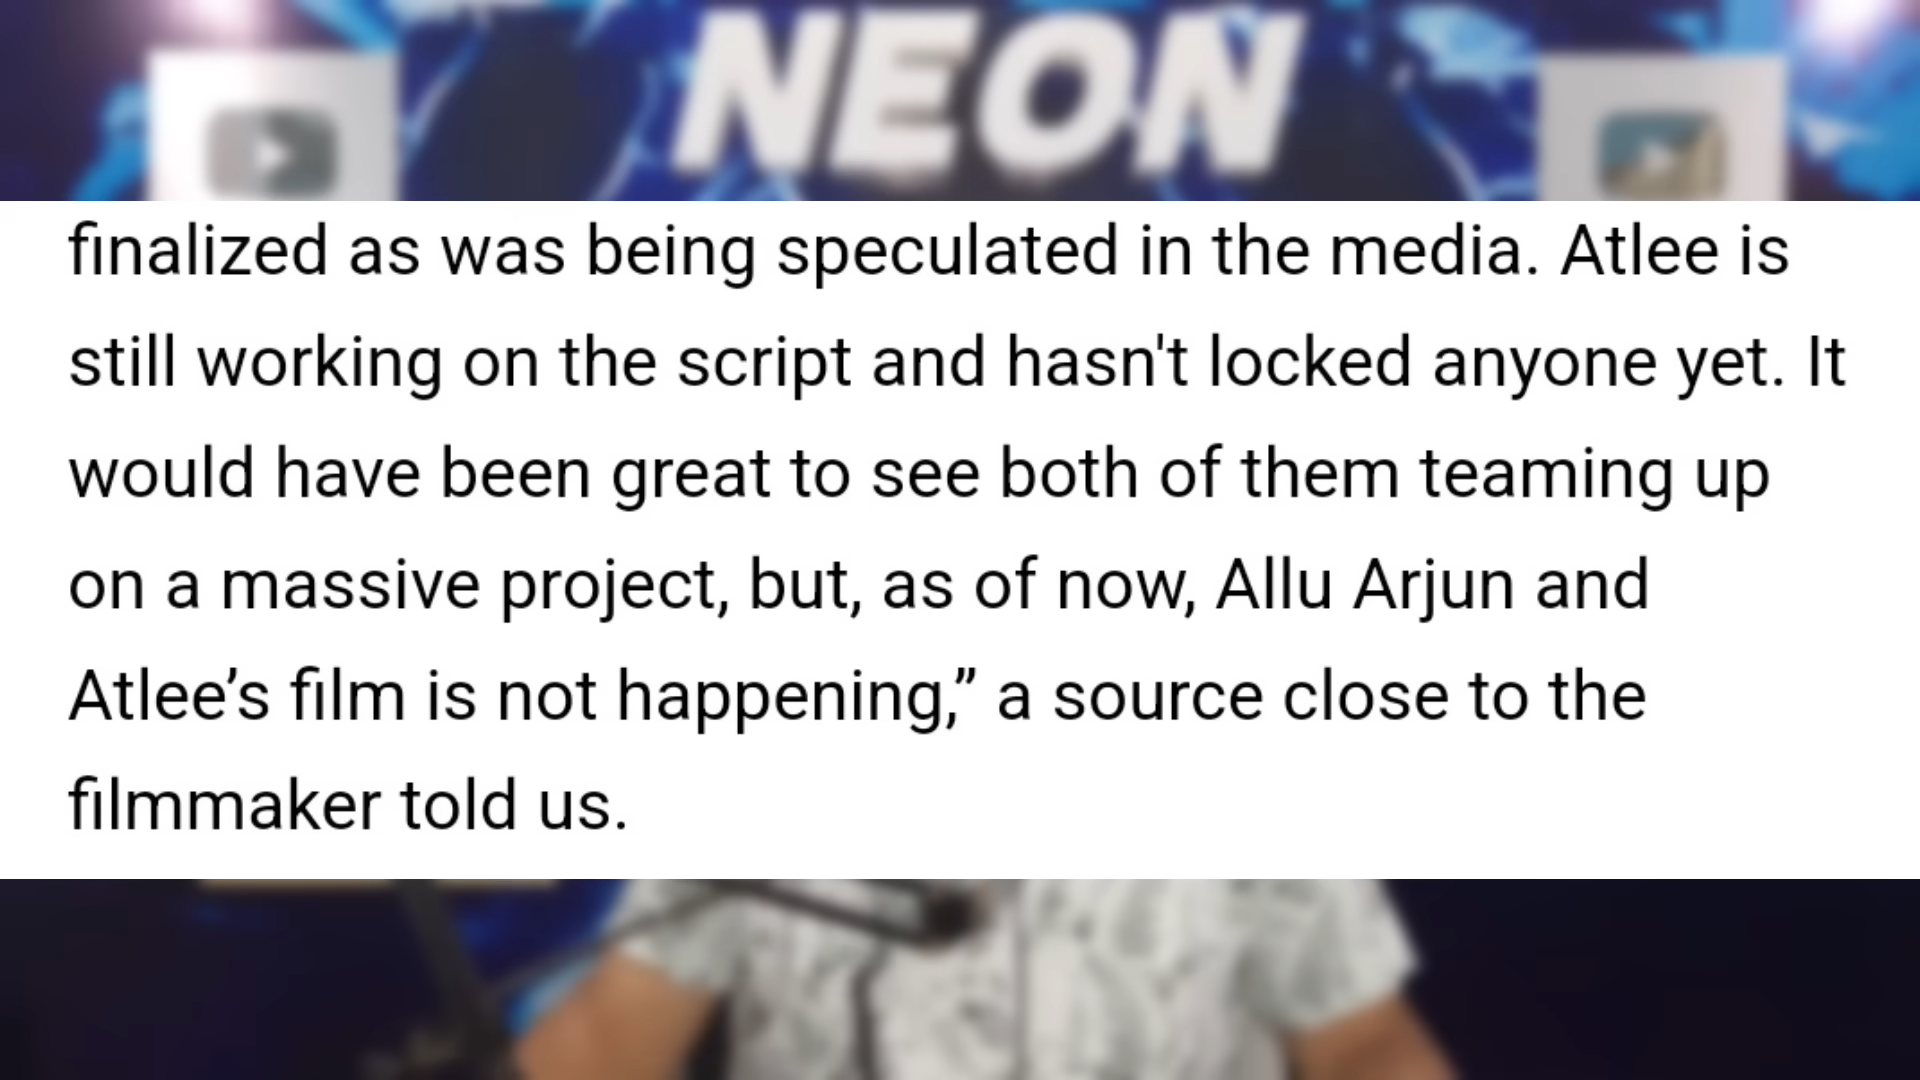 NEON
finalized as was being speculated in the media. Atlee is
still working on the script and hasn't locked anyone yet. It
would have been great to see both of them teaming up
on a massive project, but, as of now, Allu Arjun and
Atlee’s film is not happening,” a source close to the
filmmaker told us.